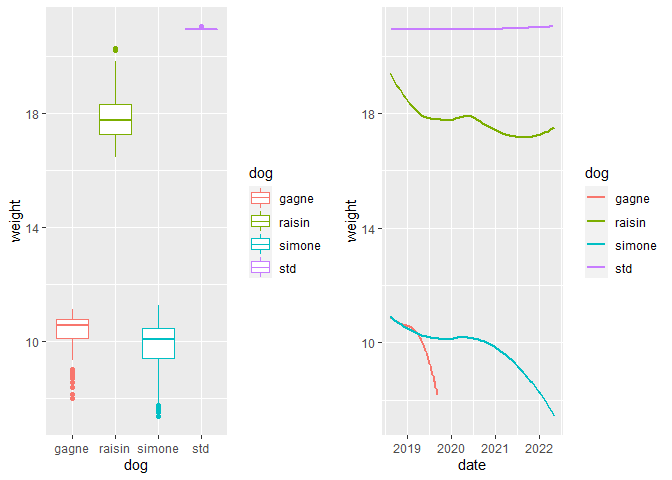 weight
18
14
10
gagne raisin simone std
dog
dog
gagne
raisin
simone
std
weight
18
14
10
2019 2020 2021 2022
date
dog
gagne
raisin
simone
std